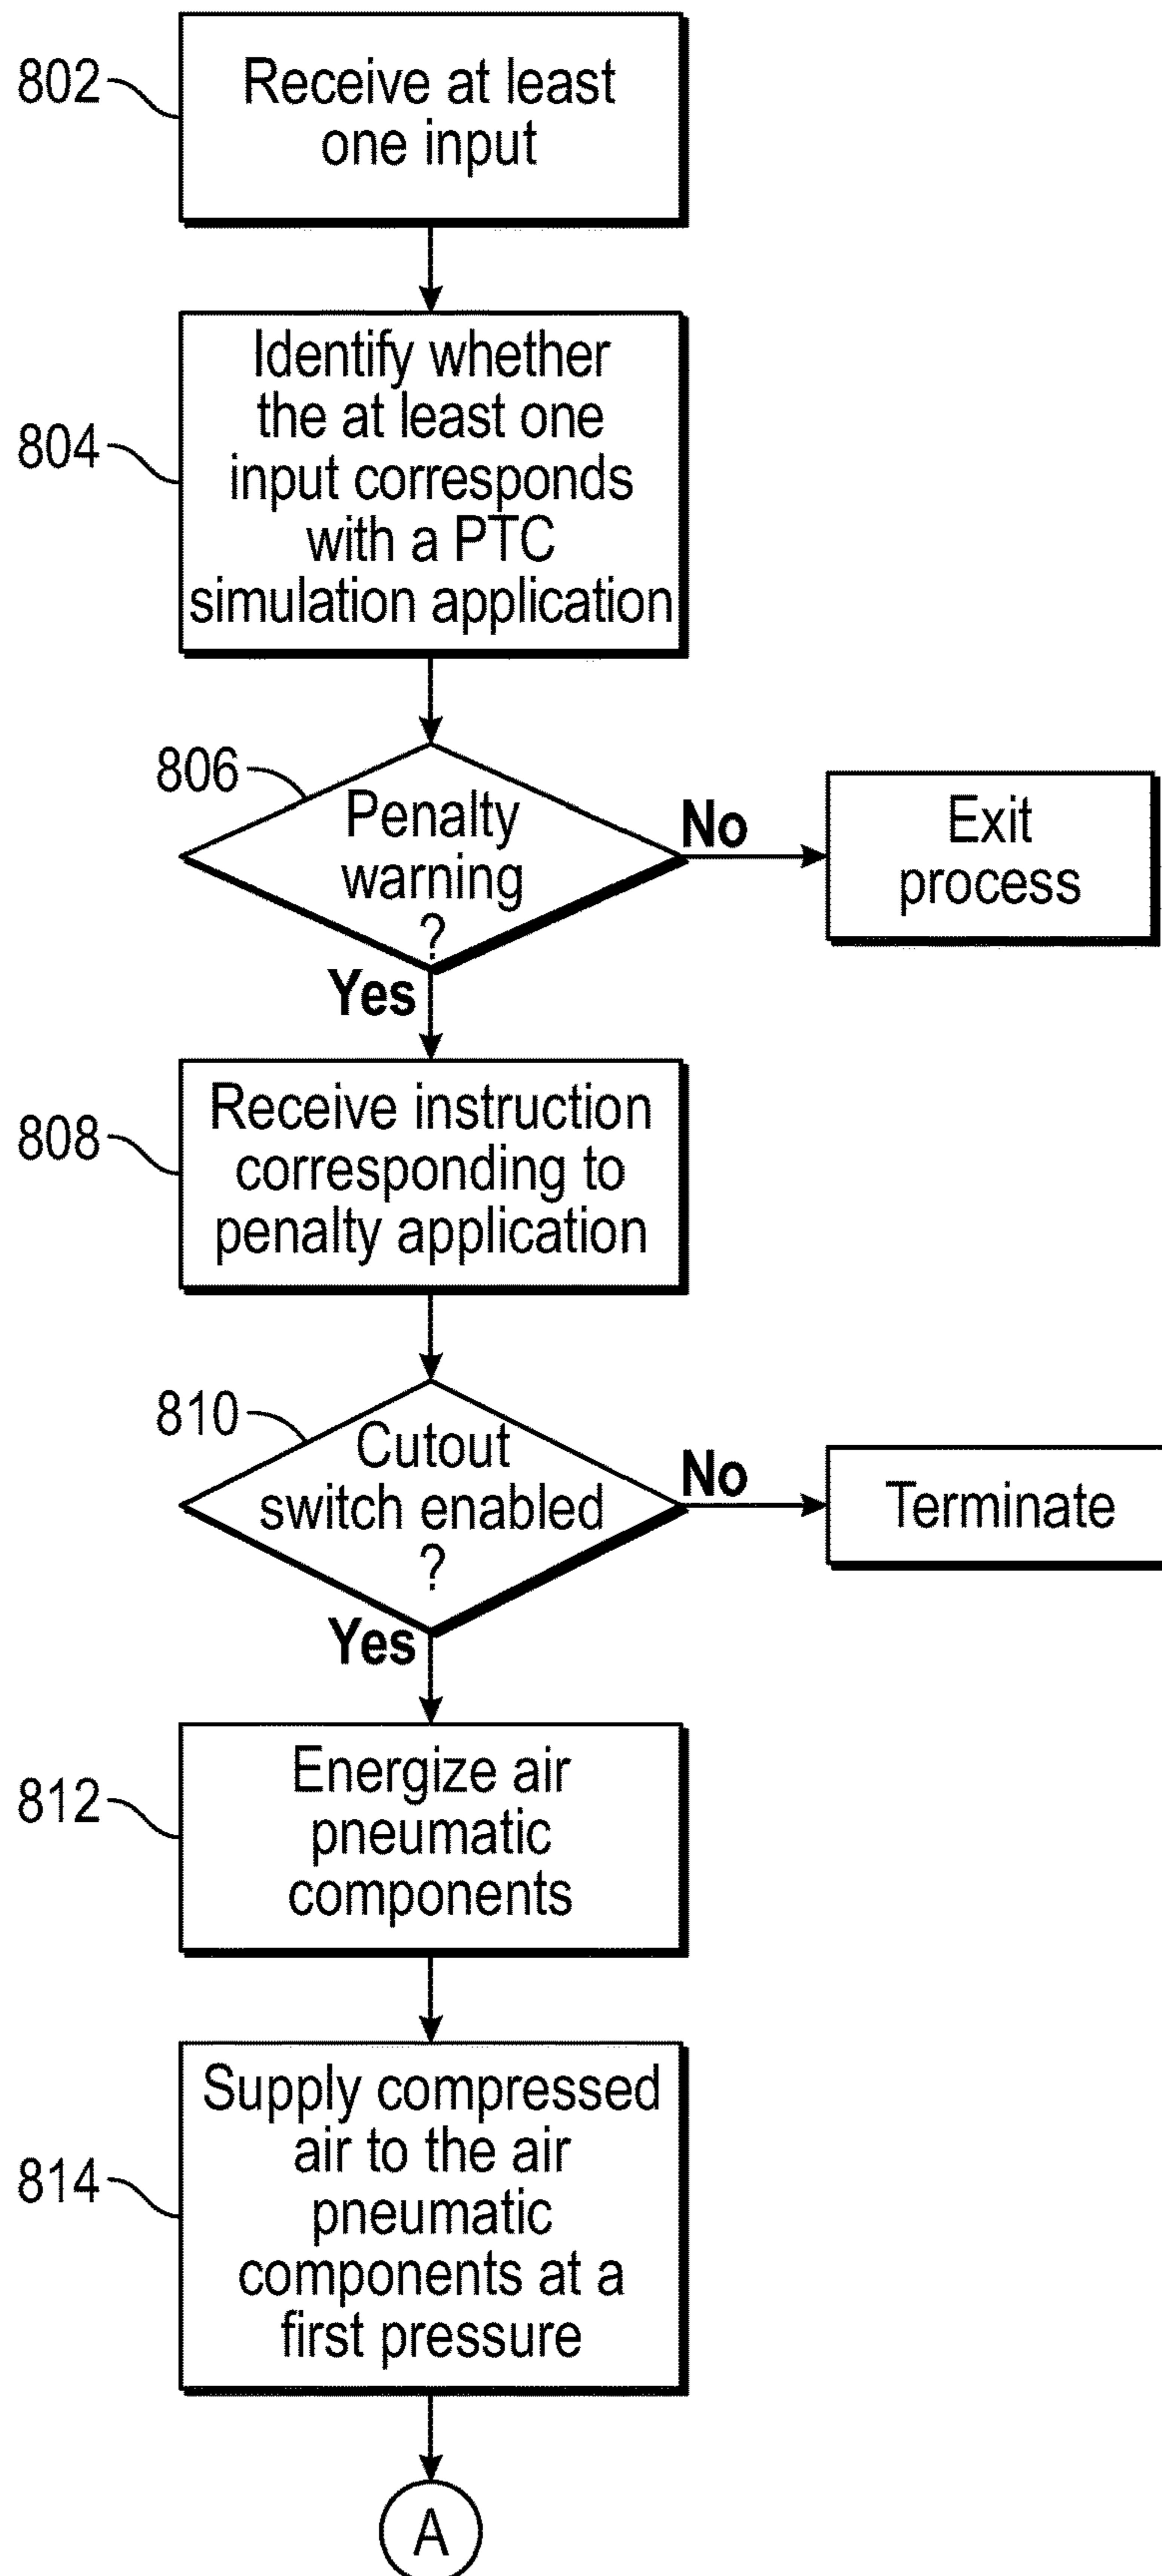 802
Receive at least
one input
804
Identify whether
the at least one
input corresponds
with a PTC
simulation application
806
Penalty
warning
?
No
Exit
process
Yes
808
Receive instruction
corresponding to
penalty application
810
Cutout
switch enabled
?
No
Terminate
Yes
812
Energize air
pneumatic
components
814
Supply compressed
air to the air
pneumatic
components at a
first pressure
A